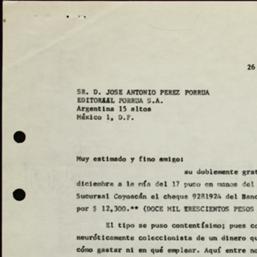 26
SR. D. JOSE ANTONIO PEREZ PORRUA
EDITORIAL PORRUA S.A.
Argentina 15 altos
México 1, D.F.
Muy estimado y fino amigo:
su doblemente grat
diciembre a la mía del 17 puso en manos del
Sucursal Coyoacán el cheque 9281924 del Banc
por $ 12,300.** (DOCE MIL TRESCIENTOS PESOS
El tipo se puso contentísimo; pues co
neuróticamente coleccionista de un dinero qu
cómo gastar ni en qué emplear. Aquí entre no